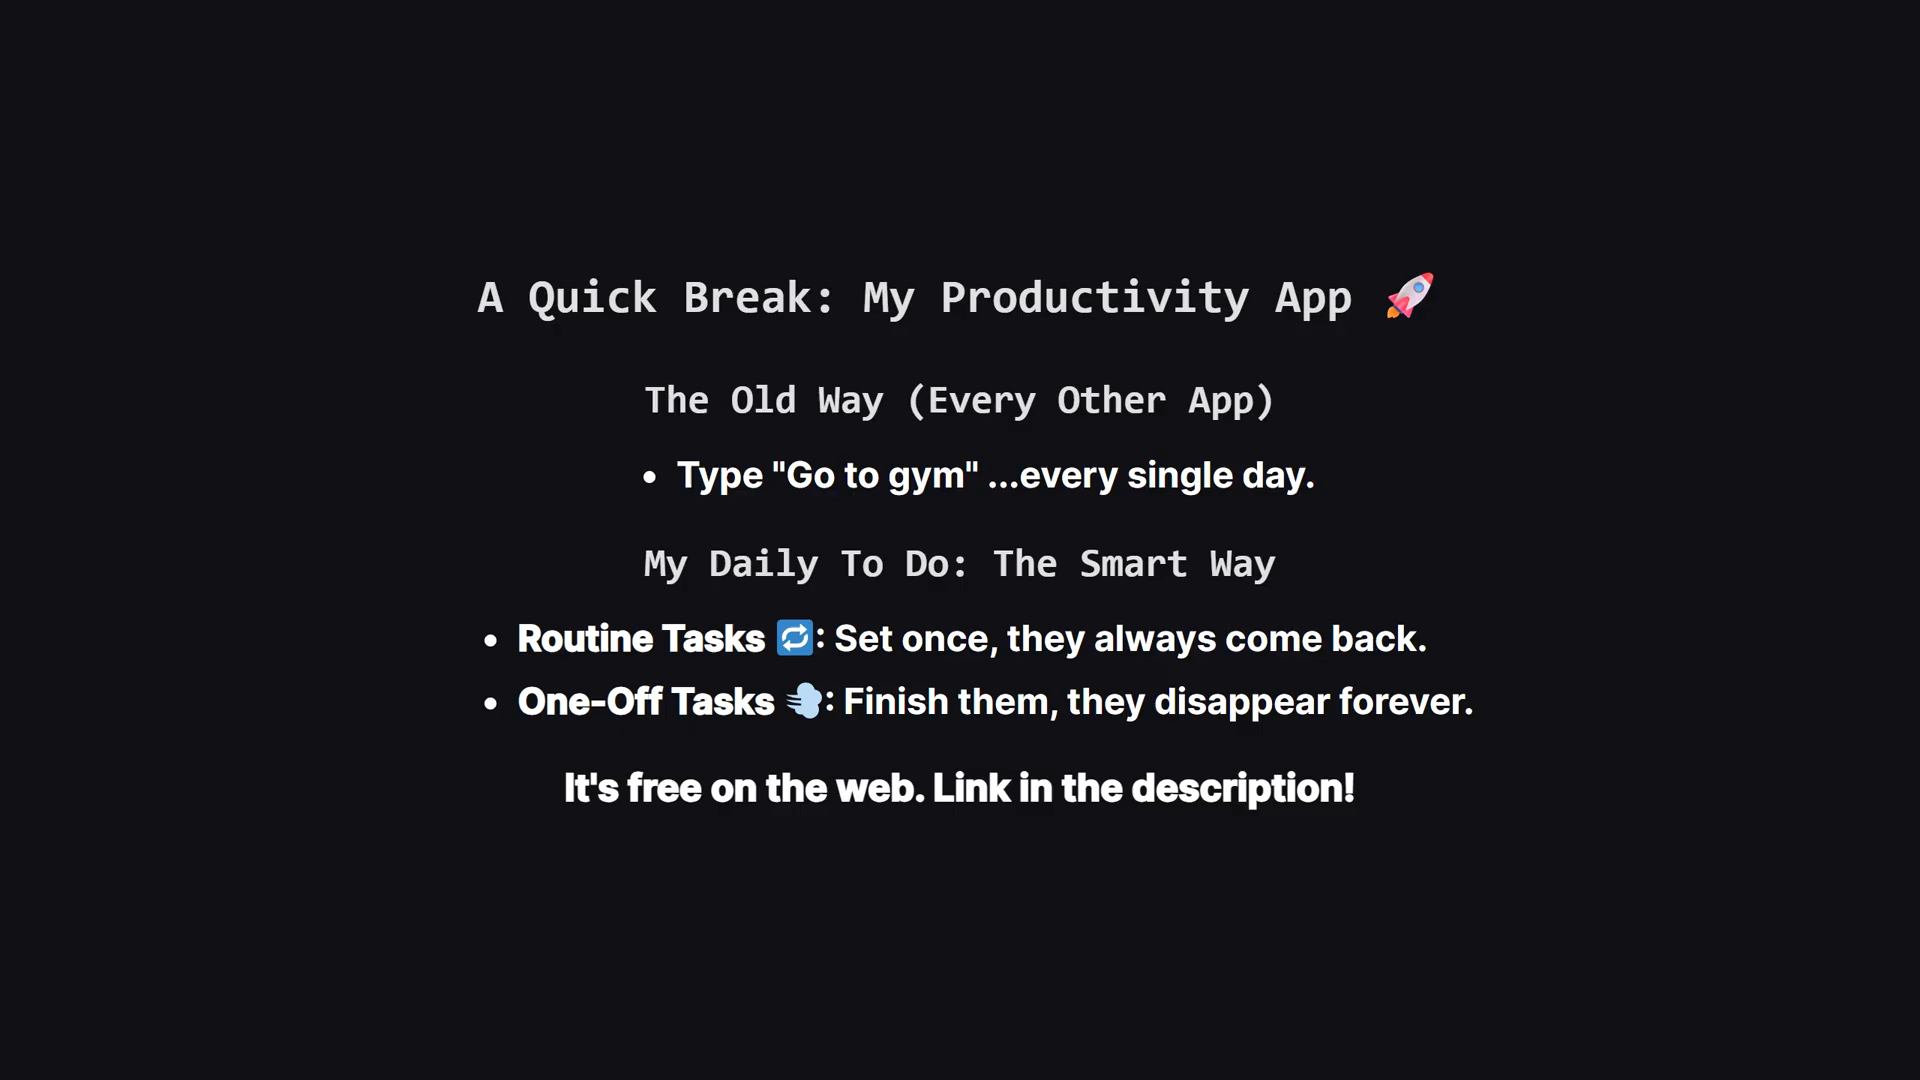 A Quick Break: My Productivity App 🚀
The Old Way (Every Other App)
• Type "Go to gym" ...every single day.
My Daily To Do: The Smart Way
• Routine Tasks 🔁: Set once, they always come back.
• One-Off Tasks 💨: Finish them, they disappear forever.
It's free on the web. Link in the description!